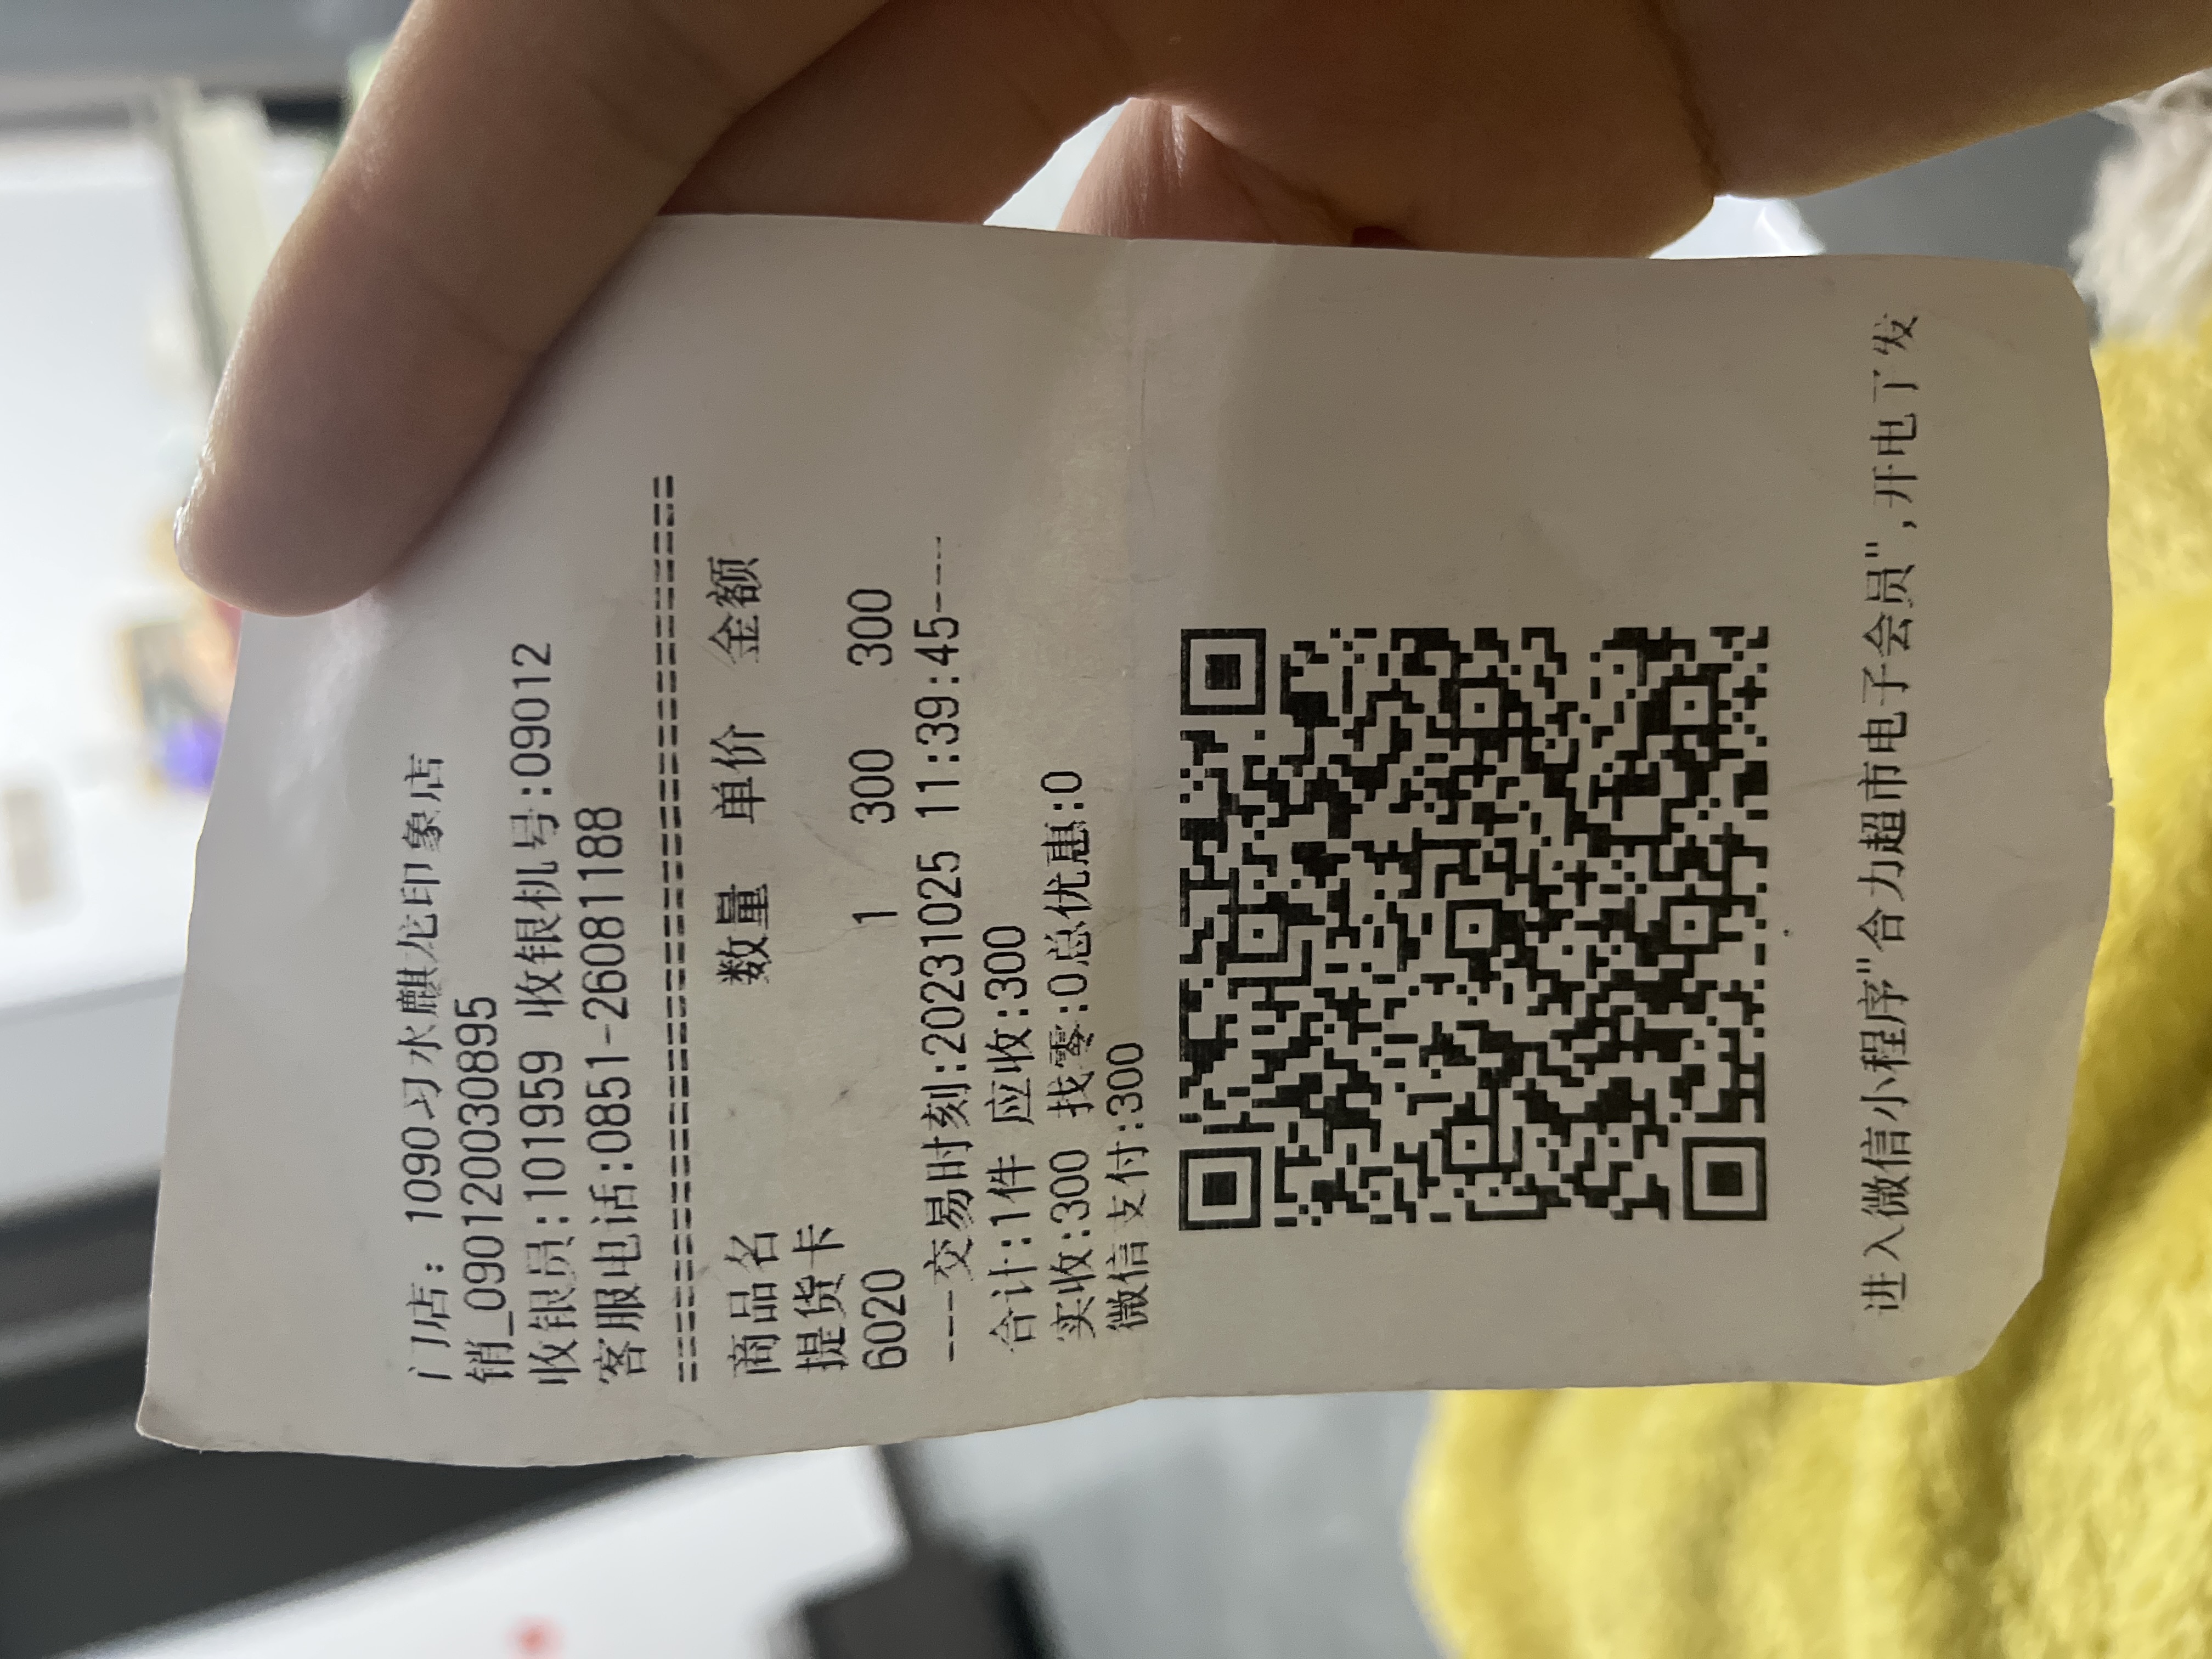 门店: 1090习水麒龙印象店
销_0901200030895
收银员:101959 收银机号:09012
客服电话:0851-26081188
==========================================
商品名 数量 单价 金额
提货卡
6020 1 300 300
---交易时刻:20231025 11:39:45----
合计:1件 应收:300
实收:300 找零:0总优惠:0
微信支付:300
进入微信小程序"合力超市电子会员",开电了发